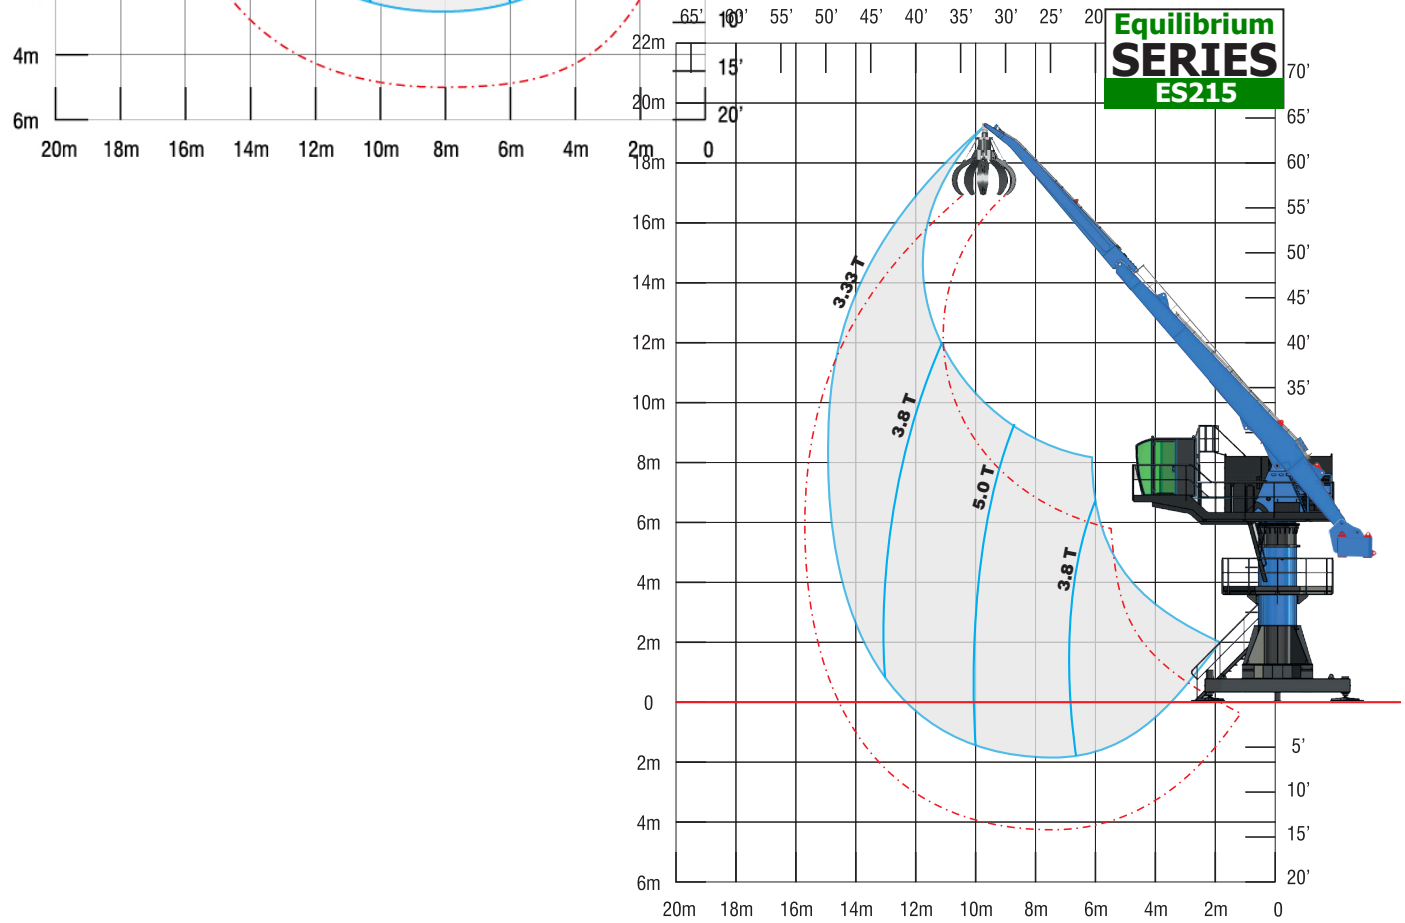 65' 60' 55' 50' 45' 40' 35' 30' 25' 20
10'
15'
20'
4m
6m
20m 18m 16m 14m 12m 10m 8m 6m 4m 2m 0
Equilibrium
SERIES
ES215
22m
20m
18m
16m
14m
12m
10m
8m
6m
4m
2m
0
2m
4m
6m
70'
65'
60'
55'
50'
45'
40'
35'
5'
10'
15'
20'
3.33 T
3.8 T
5.0 T
3.8 T
20m 18m 16m 14m 12m 10m 8m 6m 4m 2m 0